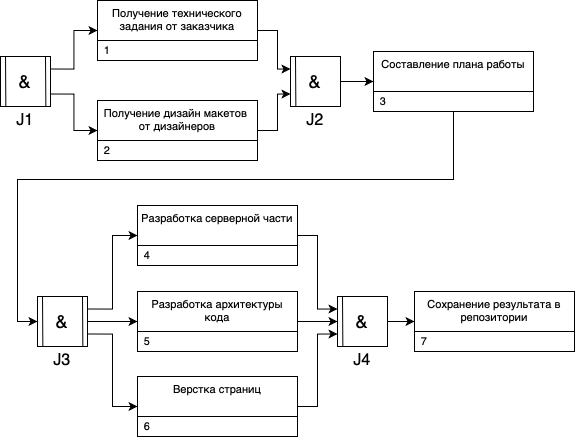 Получение технического
задания от заказчика
1
&
J1
Получение дизайн макетов
от дизайнеров
2
&
J2
Составление плана работы
3
Разработка серверной части
4
&
J3
Разработка архитектуры
кода
5
Верстка страниц
6
&
J4
Сохранение результата в
репозитории
7